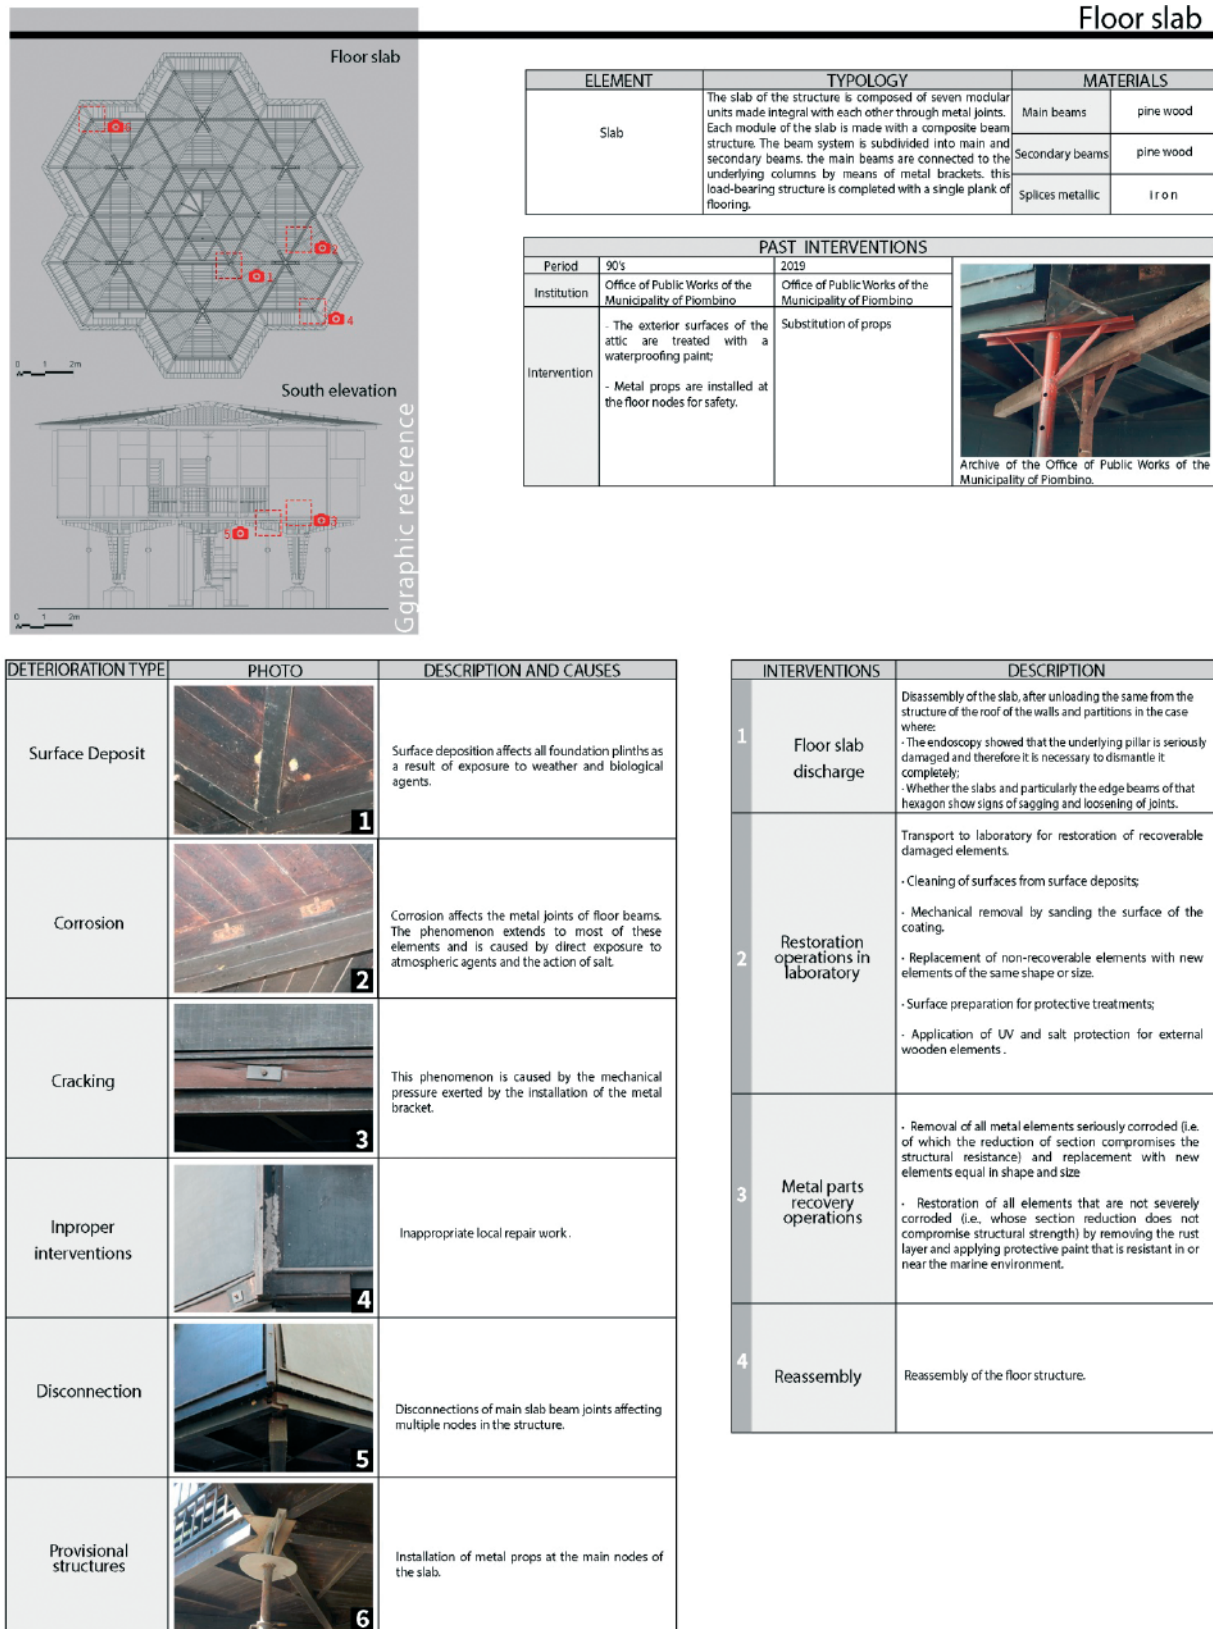 Floor slab
Floor slab
6
2
1
4
0 1 2m
South elevation
3
5
0 1 2m
Ggraphic reference
ELEMENT TYPOLOGY MATERIALS
Slab
The slab of the structure is composed of seven modular
units made integral with each other through metal joints.
Each module of the slab is made with a composite beam
structure. The beam system is subdivided into main and
secondary beams. the main beams are connected to the
underlying columns by means of metal brackets. this
load-bearing structure is completed with a single plank of
flooring.
Main beams pine wood
Secondary beams pine wood
Splices metallic iron
PAST INTERVENTIONS
Period 90's 2019
Institution
Office of Public Works of the
Municipality of Piombino
Office of Public Works of the
Municipality of Piombino
Intervention
- The exterior surfaces of the
attic are treated with a
waterproofing paint;
- Metal props are installed at
the floor nodes for safety.
Substitution of props
Archive of the Office of Public Works of the
Municipality of Piombino.
DETERIORATION TYPE PHOTO DESCRIPTION AND CAUSES
Surface Deposit
1
Surface deposition affects all foundation plinths as
a result of exposure to weather and biological
agents.
Corrosion
2
Corrosion affects the metal joints of floor beams.
The phenomenon extends to most of these
elements and is caused by direct exposure to
atmospheric agents and the action of salt.
Cracking
3
This phenomenon is caused by the mechanical
pressure exerted by the installation of the metal
bracket.
Inproper
interventions
4
Inappropriate local repair work.
Disconnection
5
Disconnections of main slab beam joints affecting
multiple nodes in the structure.
Provisional
structures
6
Installation of metal props at the main nodes of
the slab.
INTERVENTIONS DESCRIPTION
1
Floor slab
discharge
Disassembly of the slab, after unloading the same from the
structure of the roof of the walls and partitions in the case
where:
- The endoscopy showed that the underlying pillar is seriously
damaged and therefore it is necessary to dismantle it
completely;
- Whether the slabs and particularly the edge beams of that
hexagon show signs of sagging and loosening of joints.
2
Restoration
operations in
laboratory
Transport to laboratory for restoration of recoverable
damaged elements.
- Cleaning of surfaces from surface deposits;
- Mechanical removal by sanding the surface of the
coating.
- Replacement of non-recoverable elements with new
elements of the same shape or size.
- Surface preparation for protective treatments;
- Application of UV and salt protection for external
wooden elements .
3
Metal parts
recovery
operations
- Removal of all metal elements seriously corroded (i.e.
of which the reduction of section compromises the
structural resistance) and replacement with new
elements equal in shape and size
- Restoration of all elements that are not severely
corroded (i.e., whose section reduction does not
compromise structural strength) by removing the rust
layer and applying protective paint that is resistant in or
near the marine environment.
4
Reassembly
Reassembly of the floor structure.